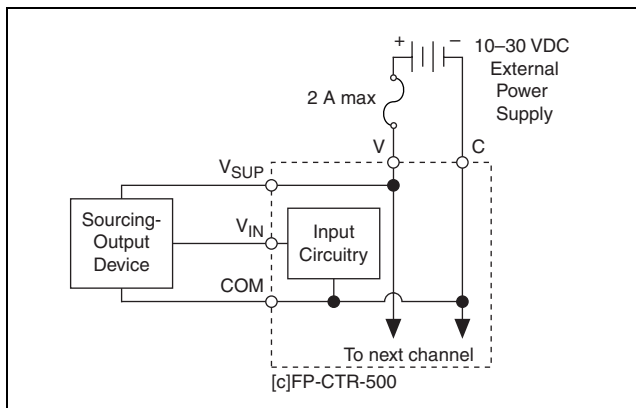 +
–
10–30 VDC
External
Power
Supply
2 A max
V
C
VSUP
Sourcing-
Output
Device
VIN
Input
Circuitry
COM
To next channel
[c]FP-CTR-500